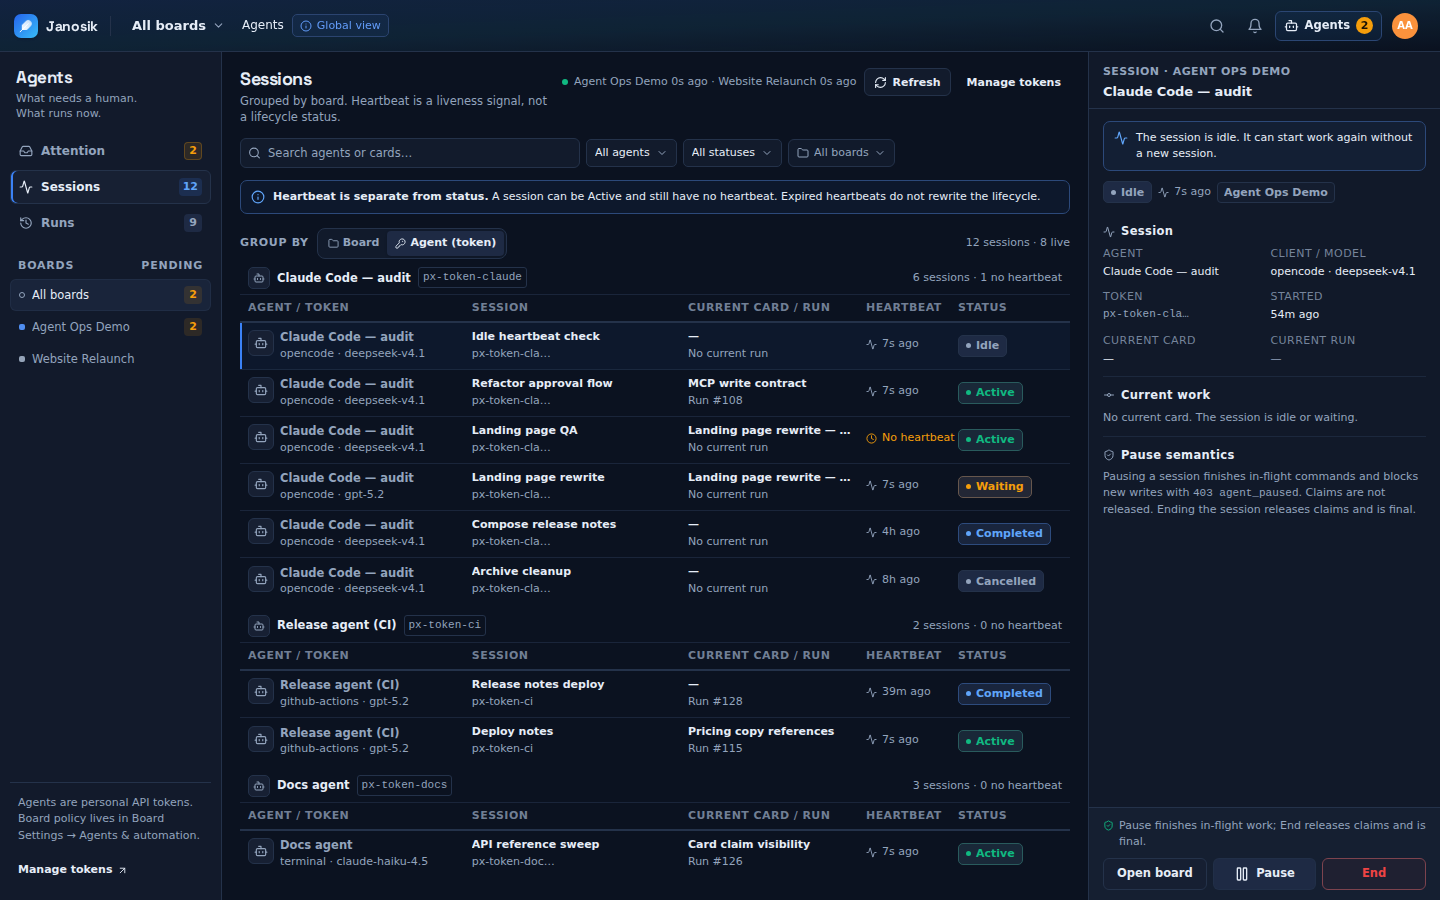 Janosik
All boards
Agents
Global view
Agents 2
AA
Agents
What needs a human.
What runs now.
Attention 2
Sessions 12
Runs 9
BOARDS PENDING
All boards 2
Agent Ops Demo 2
Website Relaunch
Agents are personal API tokens.
Board policy lives in Board
Settings → Agents & automation.
Manage tokens
Sessions
Grouped by board. Heartbeat is a liveness signal, not
a lifecycle status.
Agent Ops Demo 0s ago · Website Relaunch 0s ago
Refresh
Manage tokens
Search agents or cards...
All agents
All statuses
All boards
Heartbeat is separate from status. A session can be Active and still have no heartbeat. Expired heartbeats do not rewrite the lifecycle.
GROUP BY Board Agent (token) 12 sessions · 8 live
Claude Code — audit px-token-claude 6 sessions · 1 no heartbeat
AGENT / TOKEN SESSION CURRENT CARD / RUN HEARTBEAT STATUS
Claude Code — audit Idle heartbeat check — 7s ago Idle
opencode · deepseek-v4.1 px-token-cla... No current run
Claude Code — audit Refactor approval flow MCP write contract 7s ago Active
opencode · deepseek-v4.1 px-token-cla... Run #108
Claude Code — audit Landing page QA Landing page rewrite — ... No heartbeat Active
opencode · deepseek-v4.1 px-token-cla... No current run
Claude Code — audit Landing page rewrite Landing page rewrite — ... 7s ago Waiting
opencode · gpt-5.2 px-token-cla... No current run
Claude Code — audit Compose release notes — 4h ago Completed
opencode · deepseek-v4.1 px-token-cla... No current run
Claude Code — audit Archive cleanup — 8h ago Cancelled
opencode · deepseek-v4.1 px-token-cla... No current run
Release agent (CI) px-token-ci 2 sessions · 0 no heartbeat
AGENT / TOKEN SESSION CURRENT CARD / RUN HEARTBEAT STATUS
Release agent (CI) Release notes deploy — 39m ago Completed
github-actions · gpt-5.2 px-token-ci Run #128
Release agent (CI) Deploy notes Pricing copy references 7s ago Active
github-actions · gpt-5.2 px-token-ci Run #115
Docs agent px-token-docs 3 sessions · 0 no heartbeat
AGENT / TOKEN SESSION CURRENT CARD / RUN HEARTBEAT STATUS
Docs agent API reference sweep Card claim visibility 7s ago Active
terminal · claude-haiku-4.5 px-token-doc... Run #126
SESSION · AGENT OPS DEMO
Claude Code — audit
The session is idle. It can start work again without
a new session.
Idle 7s ago Agent Ops Demo
Session
AGENT CLIENT / MODEL
Claude Code — audit opencode · deepseek-v4.1
TOKEN STARTED
px-token-cla... 54m ago
CURRENT CARD CURRENT RUN
— —
Current work
No current card. The session is idle or waiting.
Pause semantics
Pausing a session finishes in-flight commands and blocks
new writes with 403 agent_paused. Claims are not
released. Ending the session releases claims and is final.
Pause finishes in-flight work; End releases claims and is
final.
Open board Pause End